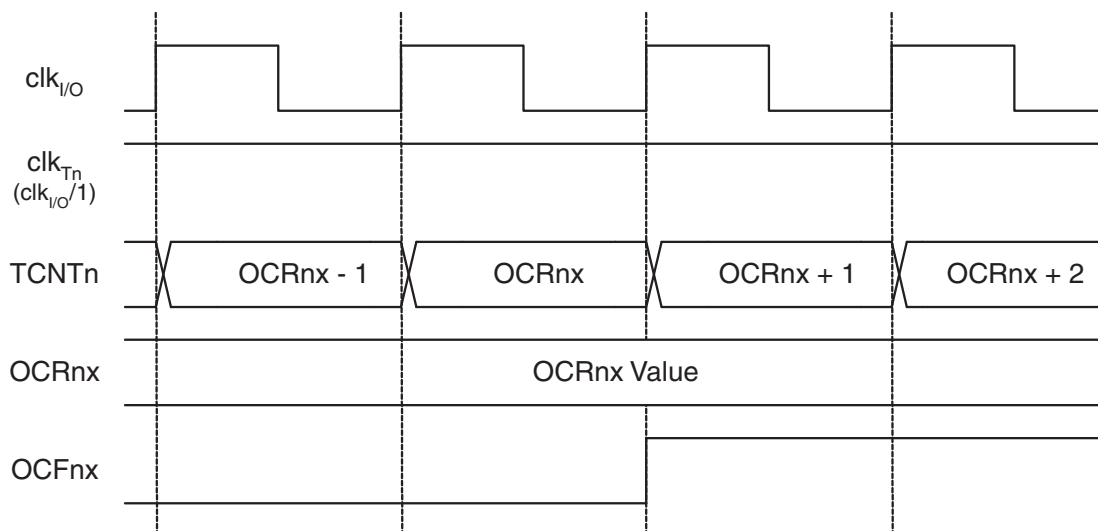 clkI/O
clkTn
(clkI/O/1)
TCNTn
OCRnx - 1
OCRnx
OCRnx + 1
OCRnx + 2
OCRnx
OCRnx Value
OCFnx